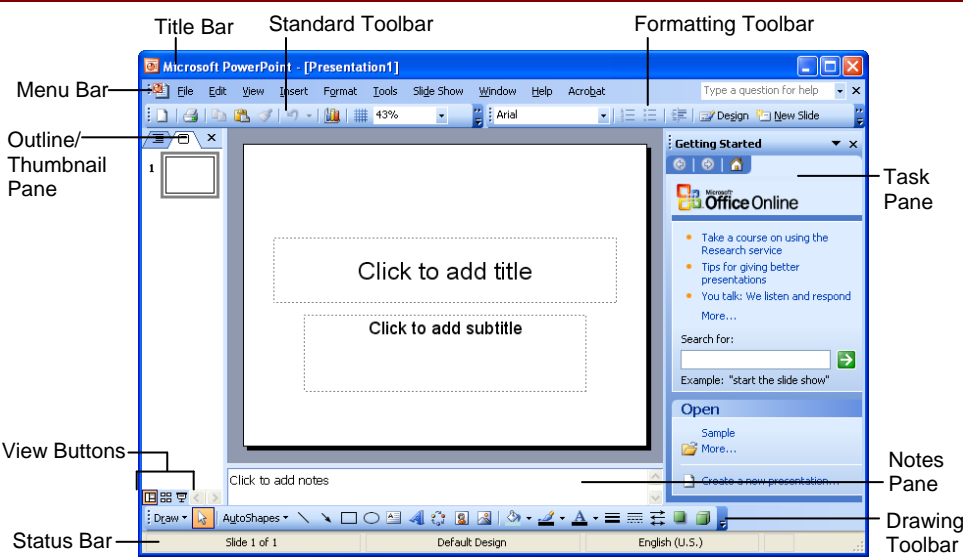 Title Bar
Standard Toolbar
Formatting Toolbar
Microsoft PowerPoint - [Presentation1]
Menu Bar
File Edit View Insert Format Tools Slide Show Window Help Acrobat
Type a question for help
43%
Arial
Design
New Slide
Outline/
Thumbnail
Pane
1
Getting Started
Task
Pane
Microsoft
Office Online
Take a course on using the
Research service
Tips for giving better
presentations
You talk: We listen and respond
More...
Search for:
Example: "start the slide show"
Open
Sample
More...
Create a new presentation...
Click to add title
Click to add subtitle
View Buttons
Click to add notes
Notes
Pane
Draw
AutoShapes
A
Drawing
Toolbar
Status Bar
Slide 1 of 1
Default Design
English (U.S.)